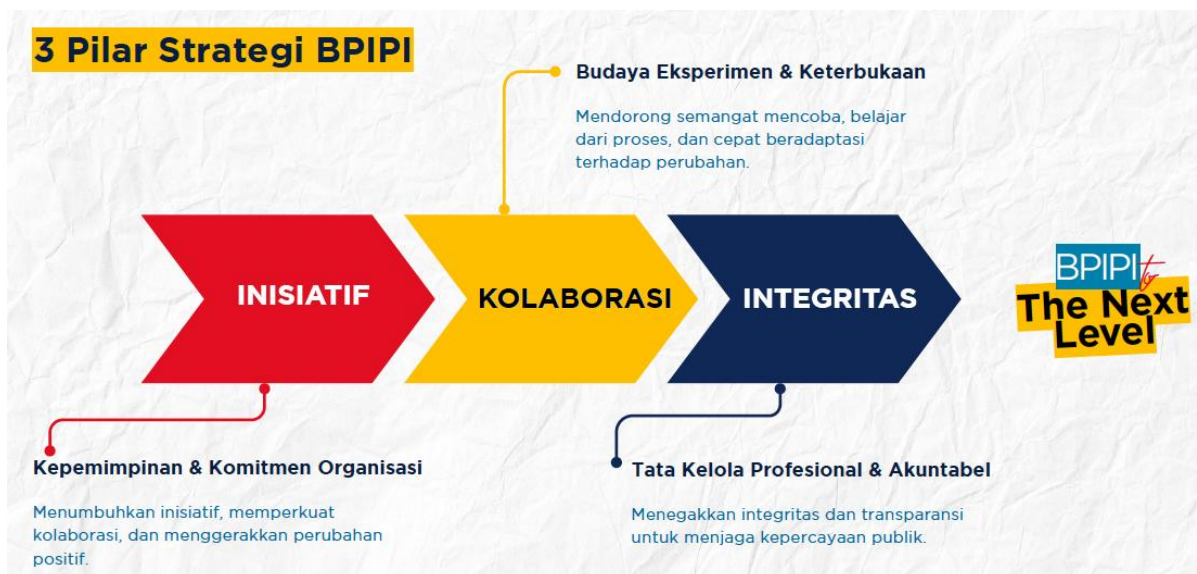 3 Pilar Strategi BPIPI
Budaya Eksperimen & Keterbukaan
Mendorong semangat mencoba, belajar
dari proses, dan cepat beradaptasi
terhadap perubahan.
INISIATIF
KOLABORASI
INTEGRITAS
BPIPI to
The Next
Level
Kepemimpinan & Komitmen Organisasi
Menumbuhkan inisiatif, memperkuat
kolaborasi, dan menggerakkan perubahan
positif.
Tata Kelola Profesional & Akuntabel
Menegakkan integritas dan transparansi
untuk menjaga kepercayaan publik.